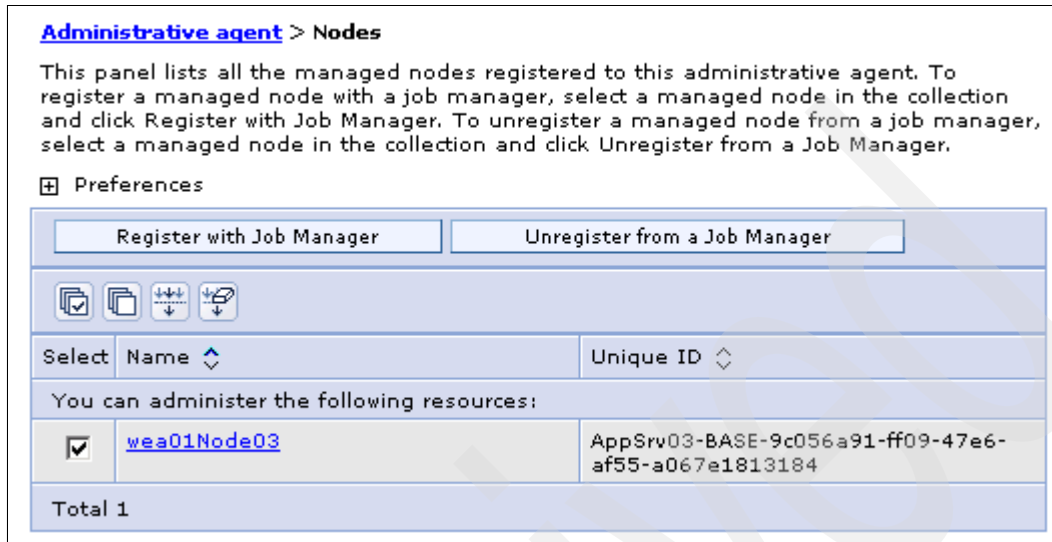 Administrative agent > Nodes
This panel lists all the managed nodes registered to this administrative agent. To
register a managed node with a job manager, select a managed node in the collection
and click Register with Job Manager. To unregister a managed node from a job manager,
select a managed node in the collection and click Unregister from a Job Manager.
Preferences
Register with Job Manager Unregister from a Job Manager
Select Name Unique ID
You can administer the following resources:
wea01Node03 AppSrv03-BASE-9c056a91-ff09-47e6-
af55-a067e1813184
Total 1